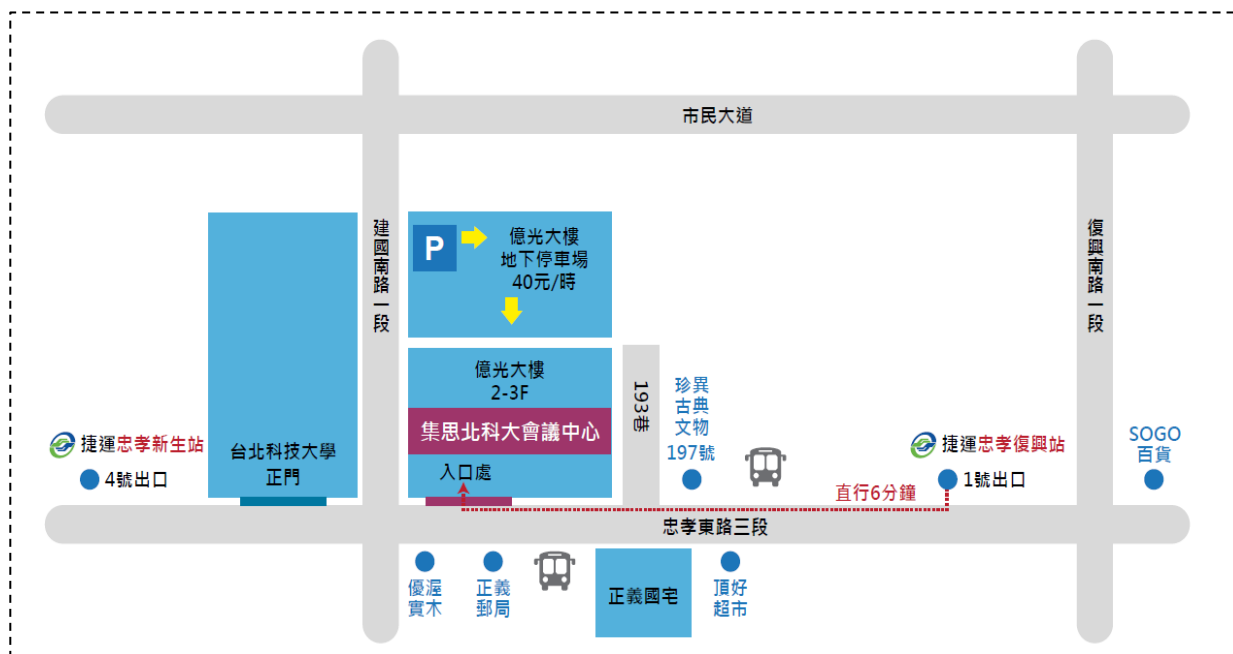 市民大道
建國南路一段
復興南路一段
P
億光大樓
地下停車場
40元/時
億光大樓
2-3F
集思北科大會議中心
入口處
193巷
珍異
古典
文物
197號
捷運忠孝新生站
4號出口
台北科技大學
正門
捷運忠孝復興站
1號出口
直行6分鐘
SOGO
百貨
忠孝東路三段
優渥
實木
正義
郵局
正義國宅
頂好
超市